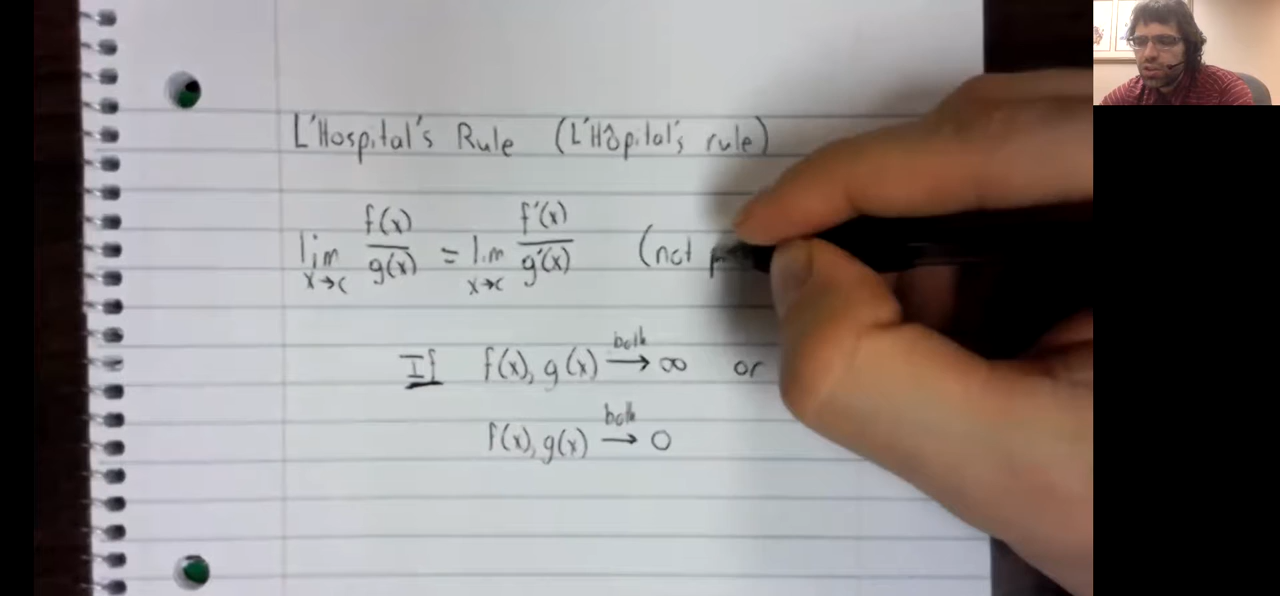 L'Hospital's Rule (L'Hôpital's rule)
lim x→c f(x)/g(x) = lim x→c f'(x)/g'(x) (not
If f(x), g(x) both→ ∞ or
f(x), g(x) both→ 0